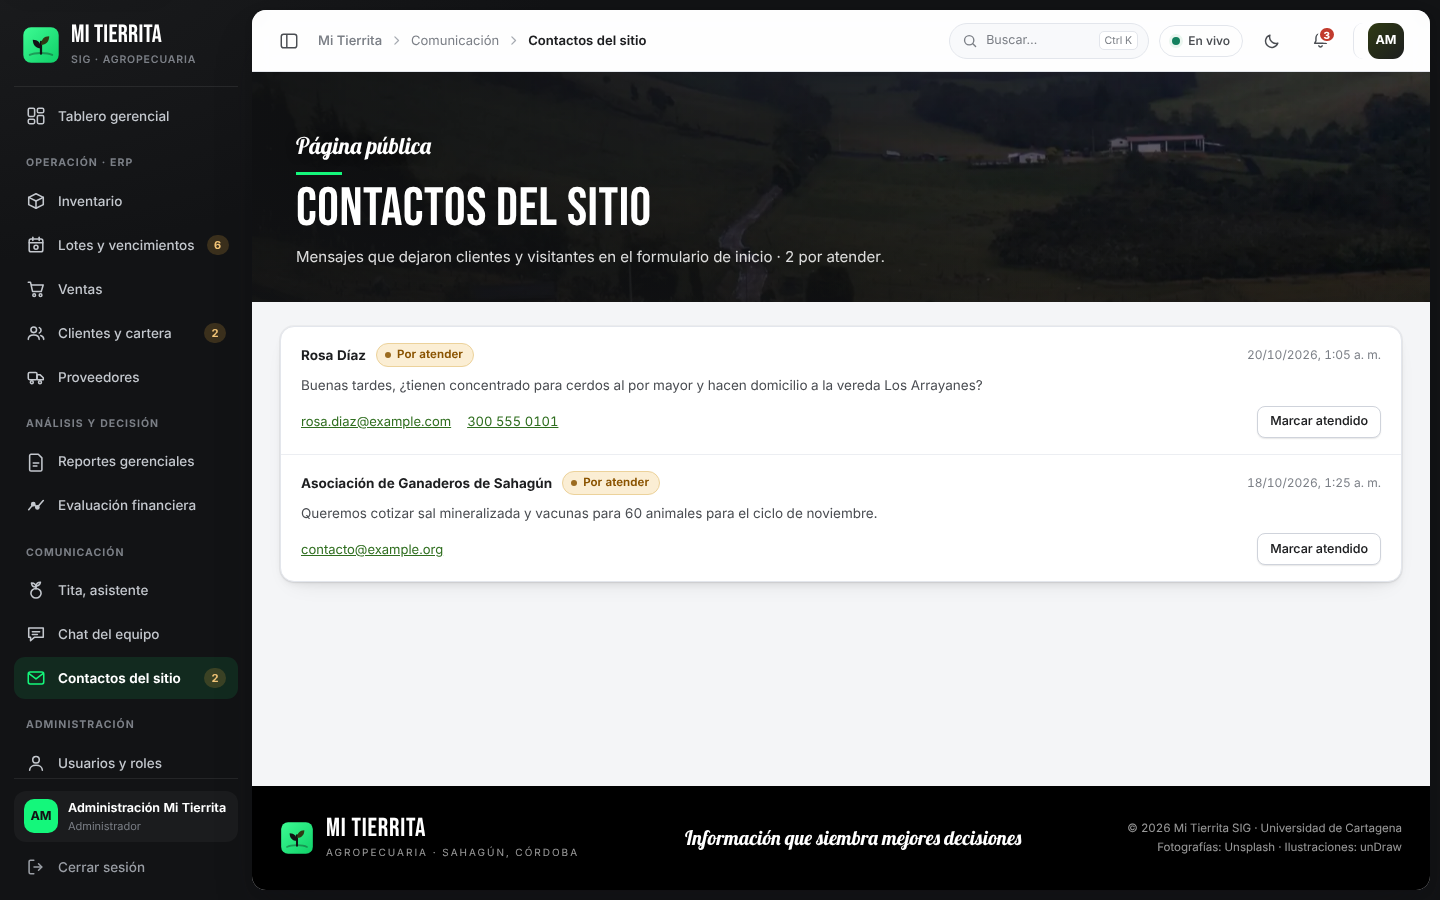 MI TIERRITA
SIG · AGROPECUARIA
Tablero gerencial
OPERACIÓN · ERP
Inventario
Lotes y vencimientos 6
Ventas
Clientes y cartera 2
Proveedores
ANÁLISIS Y DECISIÓN
Reportes gerenciales
Evaluación financiera
COMUNICACIÓN
Tita, asistente
Chat del equipo
Contactos del sitio 2
ADMINISTRACIÓN
Usuarios y roles
AM Administración Mi Tierrita
Administrador
Cerrar sesión
Mi Tierrita > Comunicación > Contactos del sitio
Buscar... Ctrl K
En vivo
3
AM
Página pública
CONTACTOS DEL SITIO
Mensajes que dejaron clientes y visitantes en el formulario de inicio · 2 por atender.
Rosa Díaz Por atender 20/10/2026, 1:05 a. m.
Buenas tardes, ¿tienen concentrado para cerdos al por mayor y hacen domicilio a la vereda Los Arrayanes?
rosa.diaz@example.com 300 555 0101 Marcar atendido
Asociación de Ganaderos de Sahagún Por atender 18/10/2026, 1:25 a. m.
Queremos cotizar sal mineralizada y vacunas para 60 animales para el ciclo de noviembre.
contacto@example.org Marcar atendido
MI TIERRITA
AGROPECUARIA · SAHAGÚN, CÓRDOBA
Información que siembra mejores decisiones
© 2026 Mi Tierrita SIG · Universidad de Cartagena
Fotografías: Unsplash · Ilustraciones: unDraw